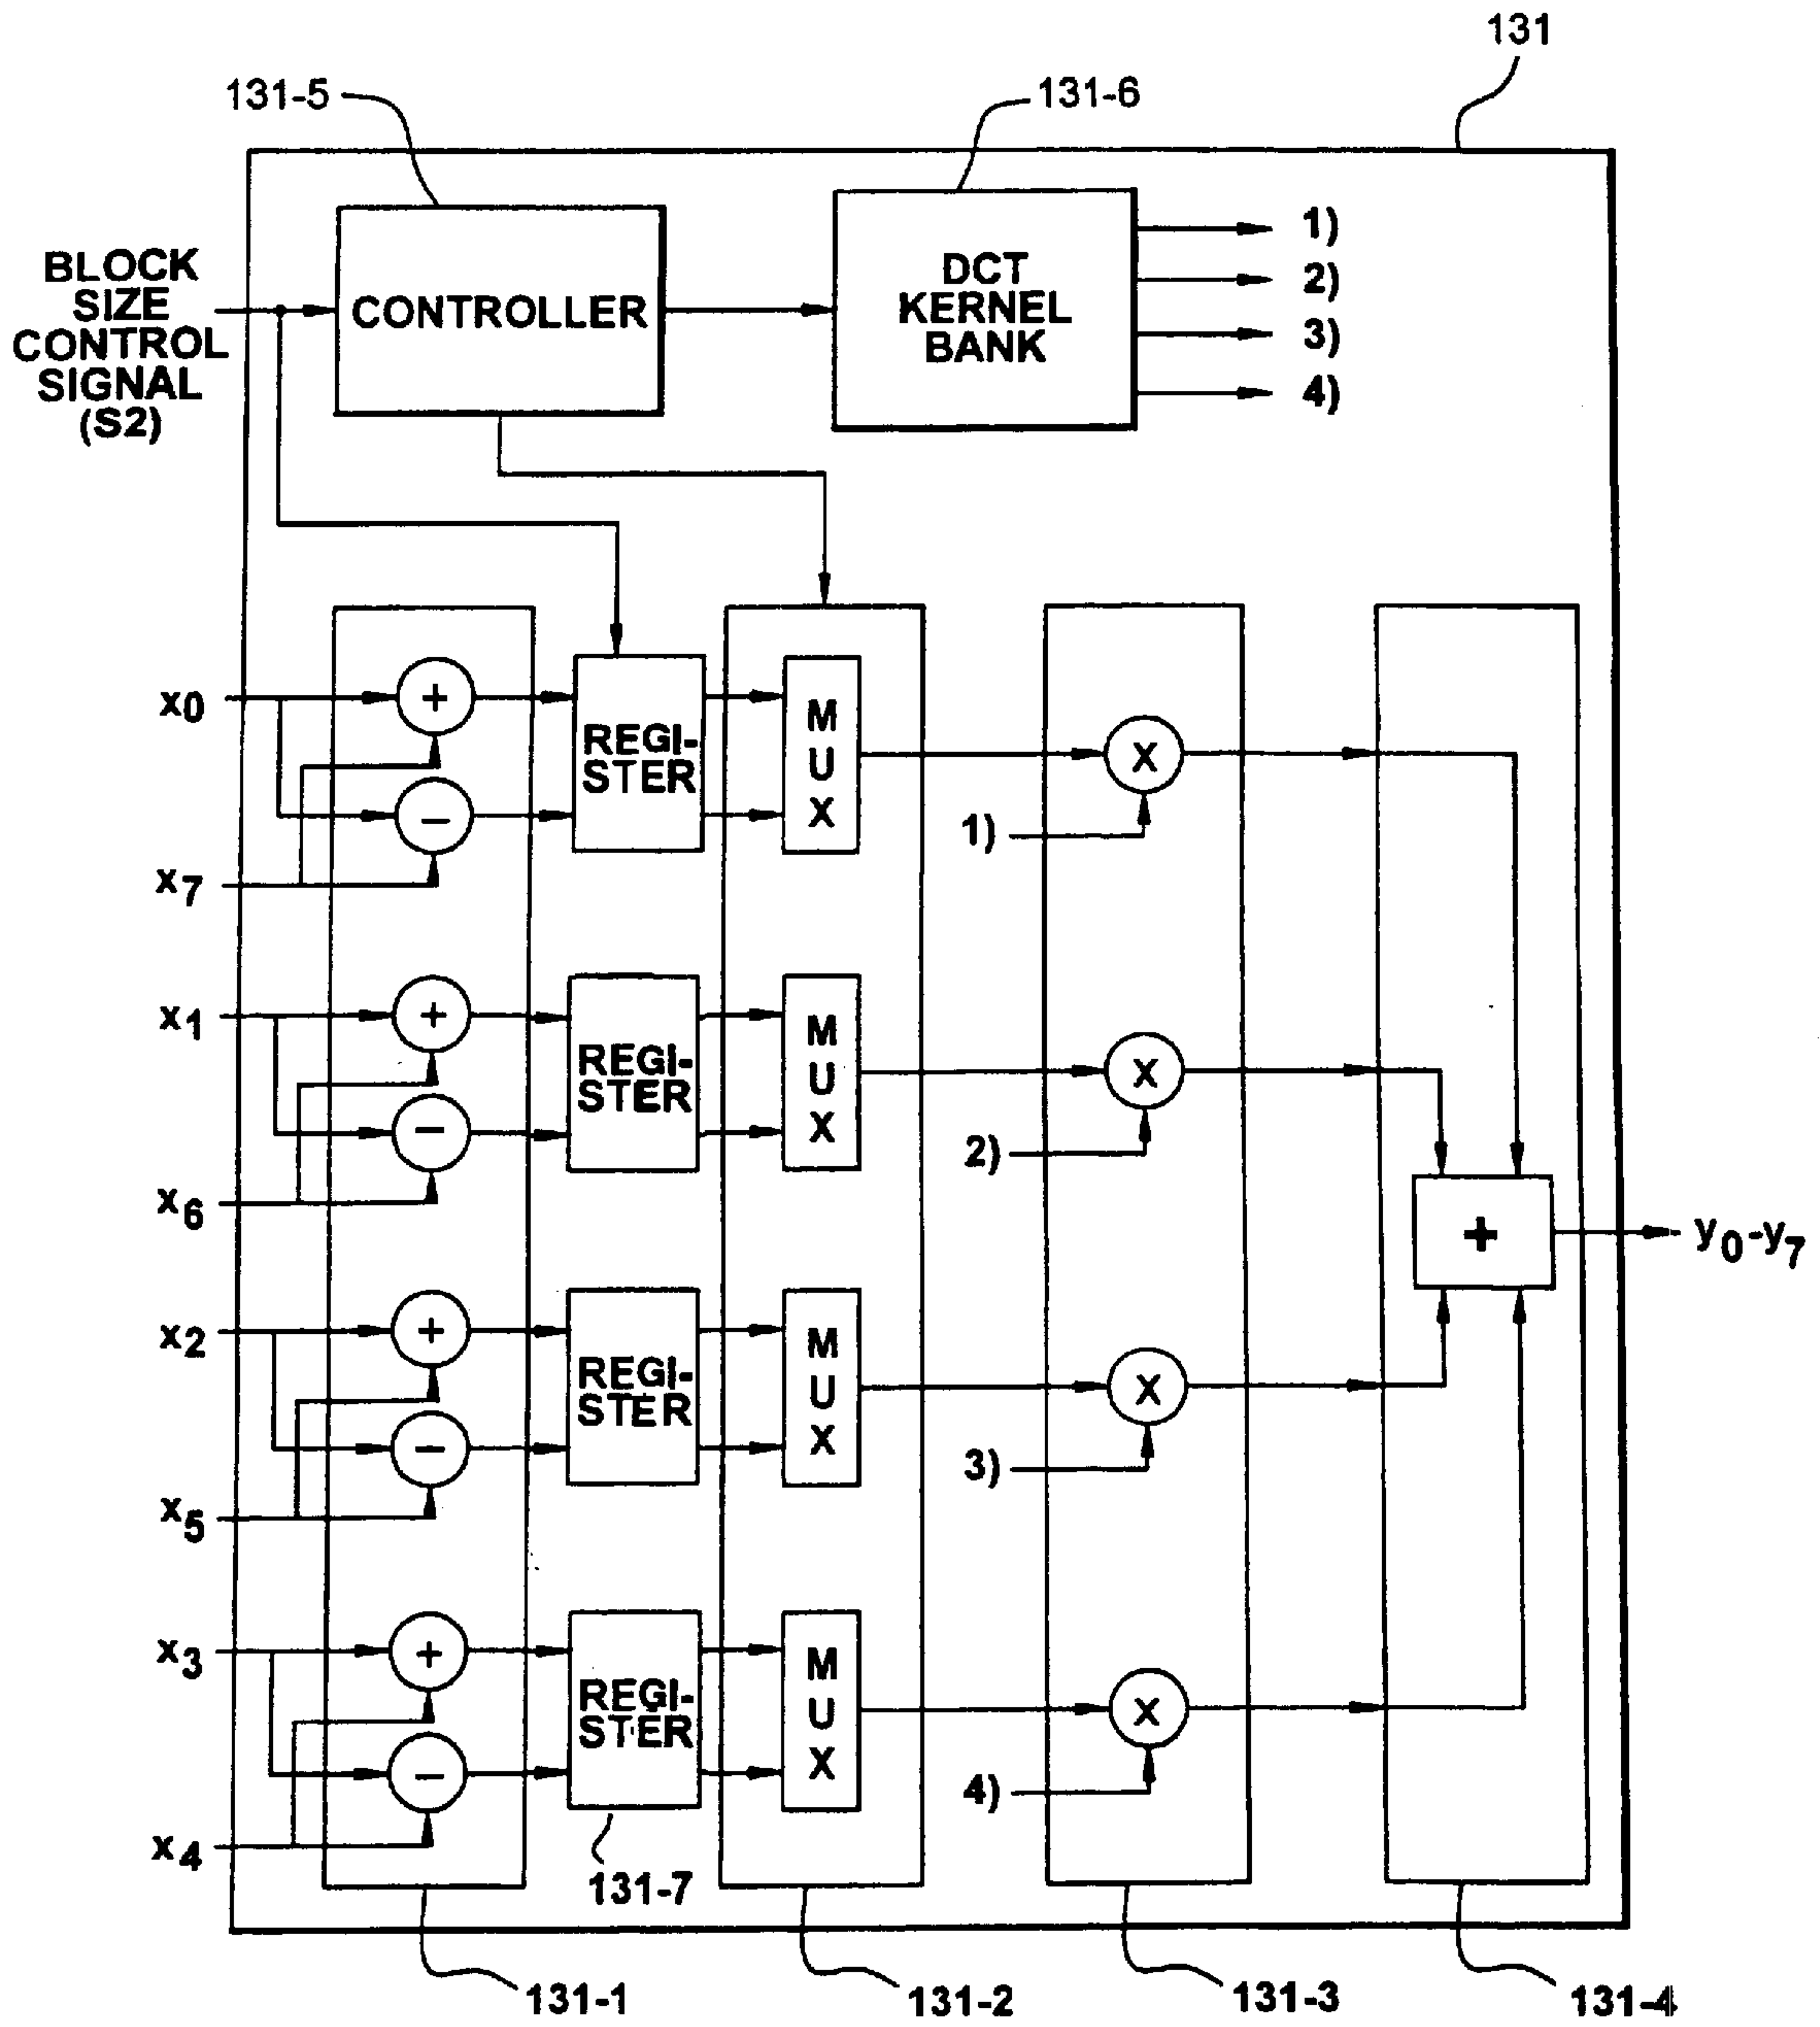 131
131-5
131-6
BLOCK
SIZE
CONTROL
SIGNAL
(S2)
CONTROLLER
DCT
KERNEL
BANK
1)
2)
3)
4)
x0
x7
REGI-
STER
M
U
X
1)
x1
x6
REGI-
STER
M
U
X
2)
x2
x5
REGI-
STER
M
U
X
3)
x3
x4
REGI-
STER
M
U
X
4)
+
y0-y7
131-7
131-1
131-2
131-3
131-4